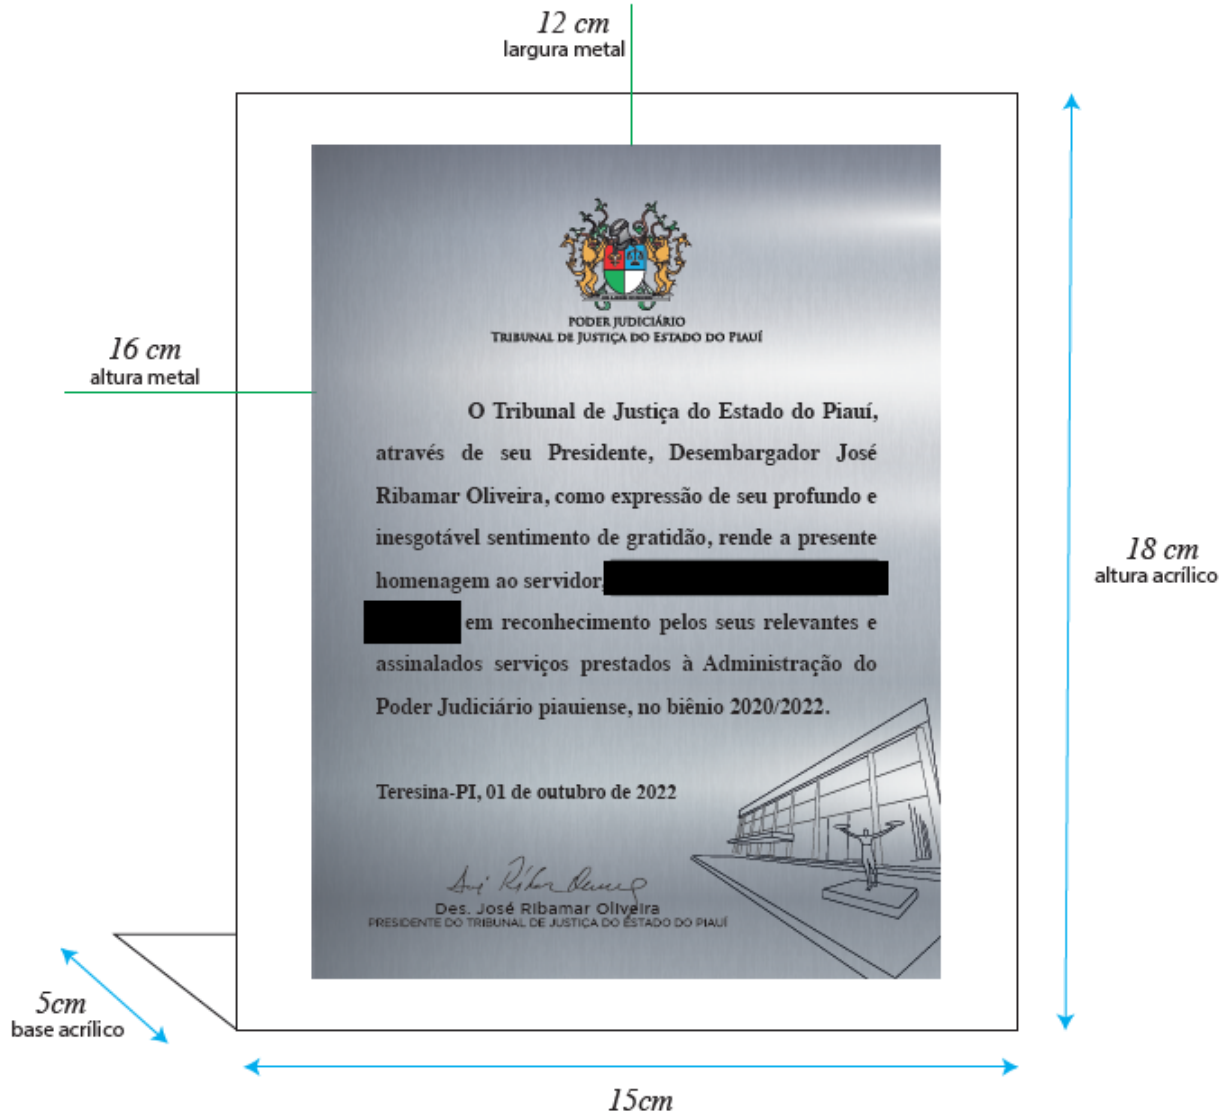 12 cm
largura metal
PODER JUDICIÁRIO
TRIBUNAL DE JUSTIÇA DO ESTADO DO PIAUÍ
16 cm
altura metal
O Tribunal de Justiça do Estado do Piauí,
através de seu Presidente, Desembargador José
Ribamar Oliveira, como expressão de seu profundo e
inesgotável sentimento de gratidão, rende a presente
homenagem ao servidor,
em reconhecimento pelos seus relevantes e
assinalados serviços prestados à Administração do
Poder Judiciário piauiense, no biênio 2020/2022.
18 cm
altura acrílico
Teresina-PI, 01 de outubro de 2022
Des. José RIbamar Oliveira
PRESIDENTE DO TRIBUNAL DE JUSTIÇA DO ESTADO DO PIAUÍ
5cm
base acrílico
15cm